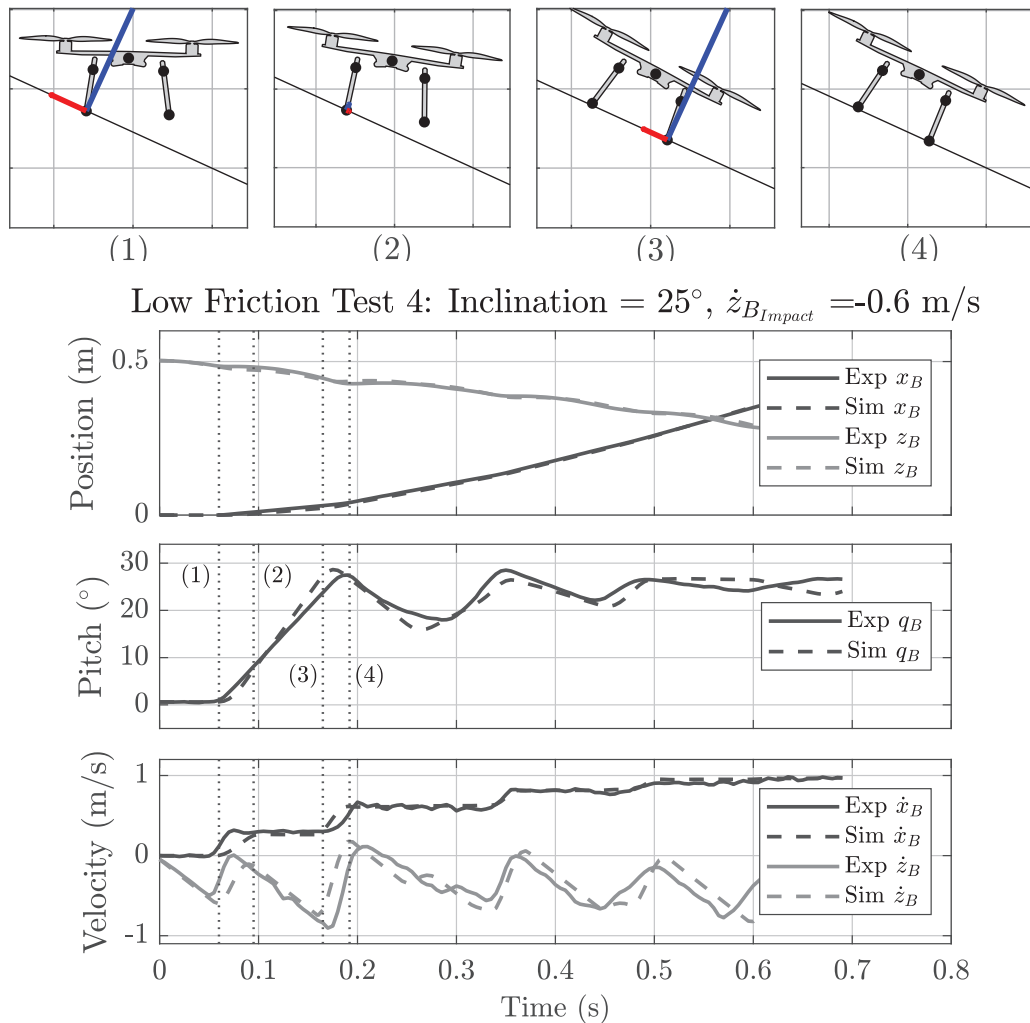 (1) (2) (3) (4)
Low Friction Test 4: Inclination = 25°, ż_{B_{Impact}} =-0.6 m/s
Position (m)
0.5
0
Exp x_B
Sim x_B
Exp z_B
Sim z_B
Pitch (°)
30
20
10
0
(1) (2)
(3) (4)
Exp q_B
Sim q_B
Velocity (m/s)
1
0
-1
Exp ẋ_B
Sim ẋ_B
Exp ż_B
Sim ż_B
0 0.1 0.2 0.3 0.4 0.5 0.6 0.7 0.8
Time (s)